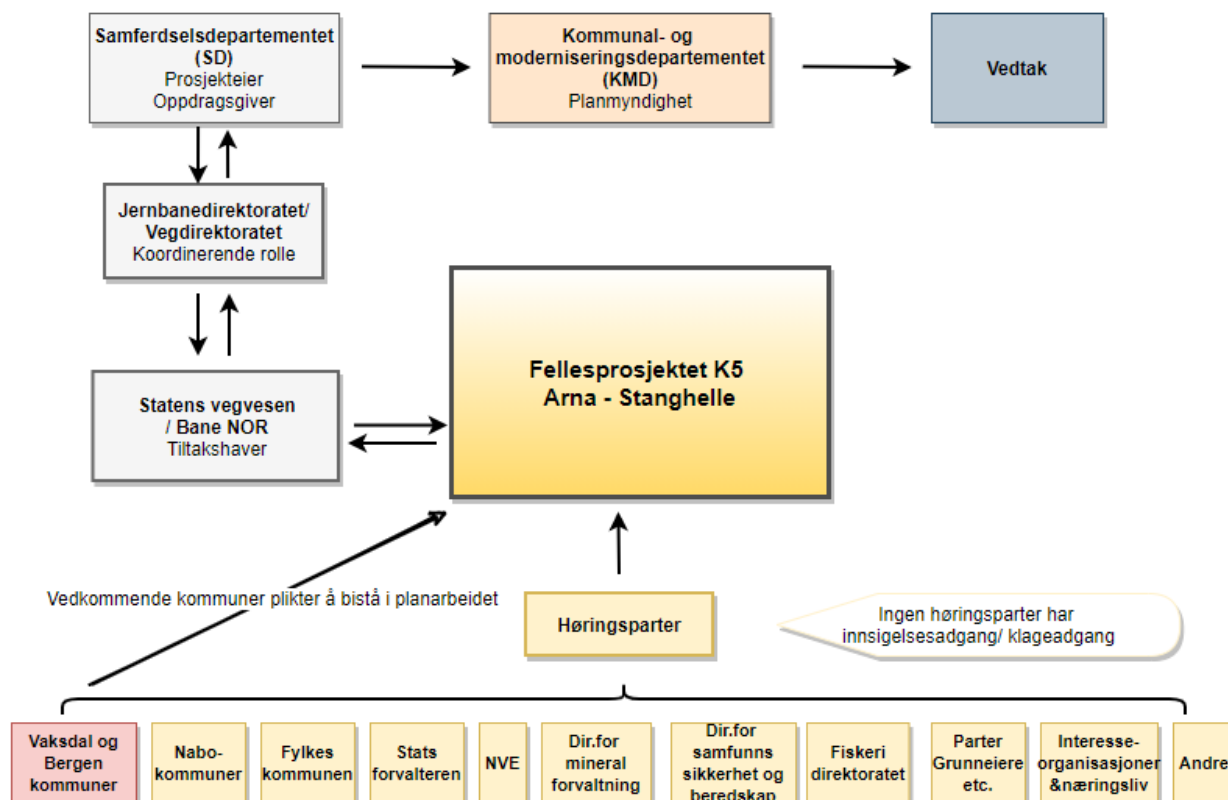 Samferdselsdepartementet
(SD)
Prosjekteier
Oppdragsgiver
Kommunal- og
moderniseringsdepartementet
(KMD)
Planmyndighet
Vedtak
Jernbanedirektoratet/
Vegdirektoratet
Koordinerende rolle
Statens vegvesen
/ Bane NOR
Tiltakshaver
Fellesprosjektet K5
Arna - Stanghelle
Vedkommende kommuner plikter å bistå i planarbeidet
Høringsparter
Ingen høringsparter har
innsigelsesadgang/ klageadgang
Vaksdal og
Bergen
kommuner
Nabo-
kommuner
Fylkes
kommunen
Stats
forvalteren
NVE
Dir.for
mineral
forvaltning
Dir.for
samfunns
sikkerhet og
beredskap
Fiskeri
direktoratet
Parter
Grunneiere
etc.
Interesse-
organisasjoner
&næringsliv
Andre